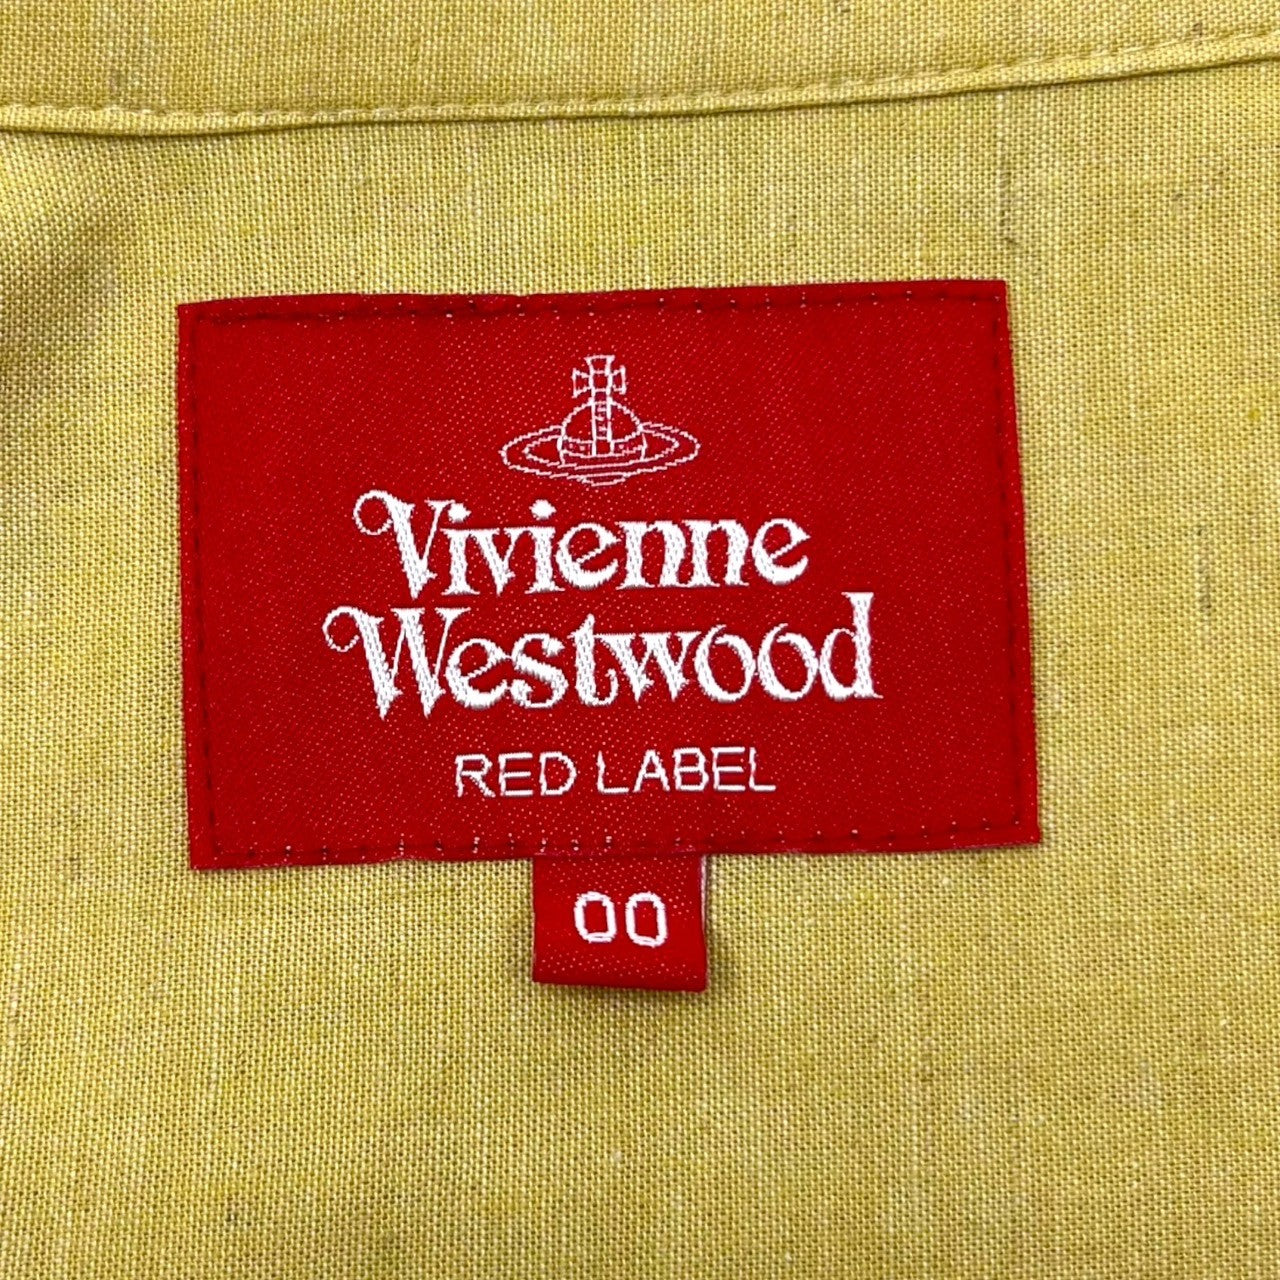 Vivienne
Westwood
RED LABEL
00